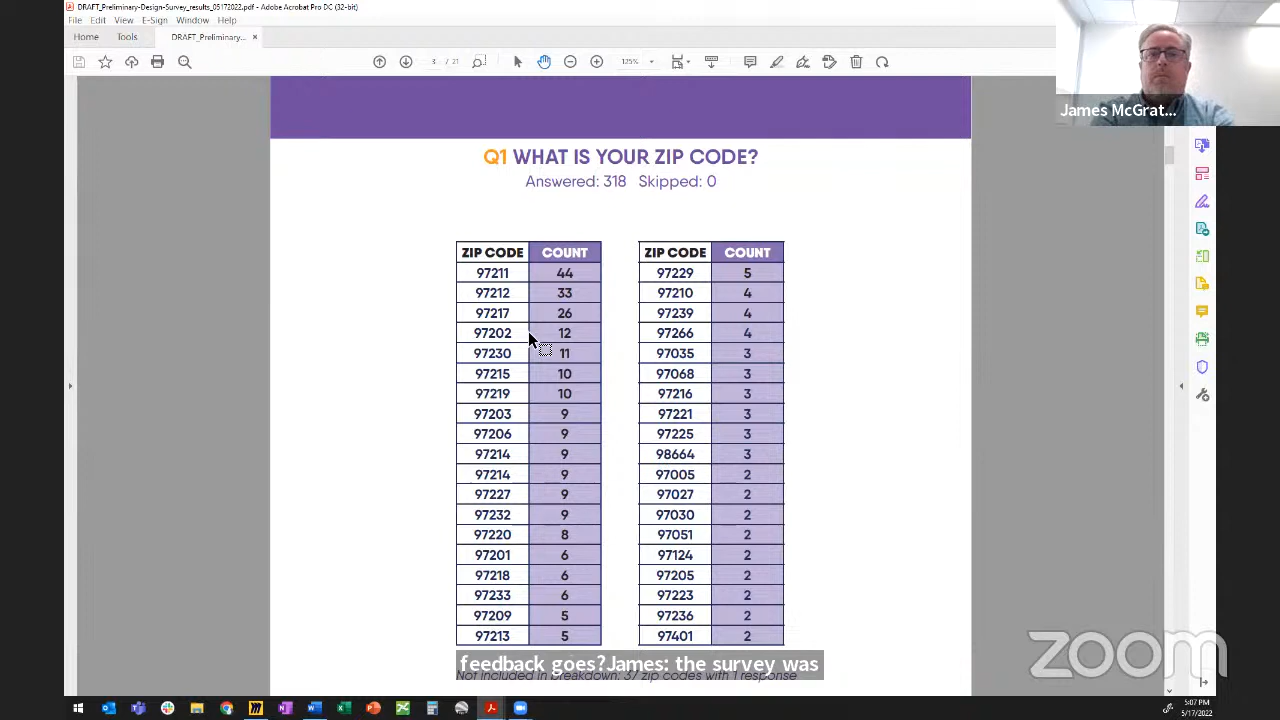 DRAFT_Preliminary-Design-Survey_results_05172022.pdf - Adobe Acrobat Pro DC (32-bit)
File Edit View E-Sign Window Help
Home Tools DRAFT_Preliminary... ×
3 / 21 125%
James McGrat...
Q1 WHAT IS YOUR ZIP CODE?
Answered: 318 Skipped: 0
ZIP CODE COUNT ZIP CODE COUNT
97211 44 97229 5
97212 33 97210 4
97217 26 97239 4
97202 12 97266 4
97230 11 97035 3
97215 10 97068 3
97219 10 97216 3
97203 9 97221 3
97206 9 97225 3
97214 9 98664 3
97214 9 97005 2
97227 9 97027 2
97232 9 97030 2
97220 8 97051 2
97201 6 97124 2
97218 6 97205 2
97233 6 97223 2
97209 5 97236 2
97213 5 97401 2
feedback goes?James: the survey was
Not included in breakdown: 37 zip codes with 1 response
zoom
5:07 PM
5/17/2022